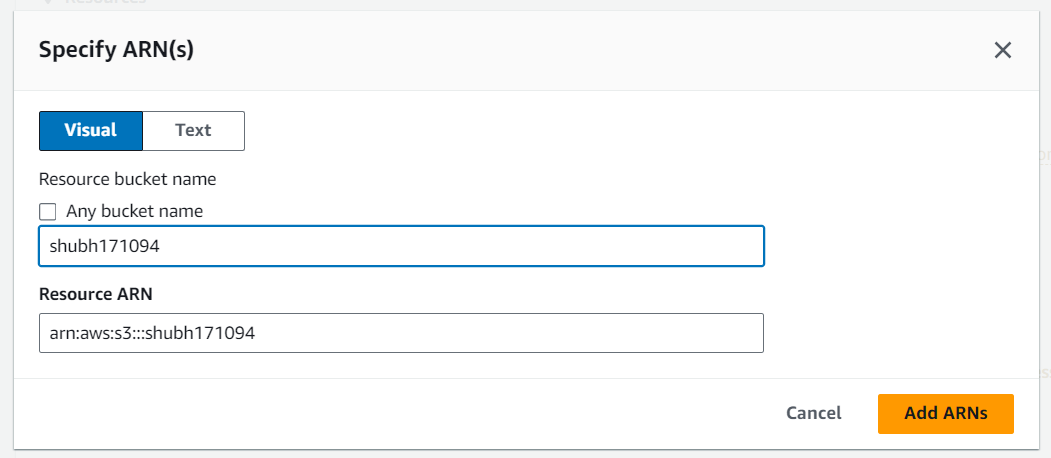 Resources
Specify ARN(s)
Visual Text
Resource bucket name
Any bucket name
shubh171094
Resource ARN
arn:aws:s3:::shubh171094
Cancel Add ARNs